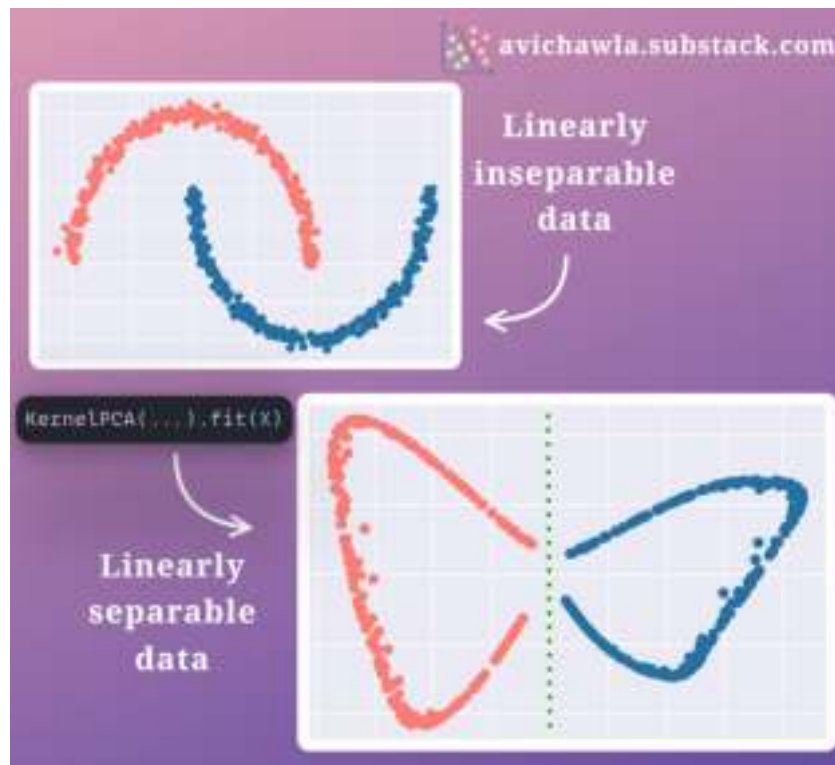 avichawla.substack.com
Linearly
inseparable
data
KernelPCA(...).fit(X)
Linearly
separable
data